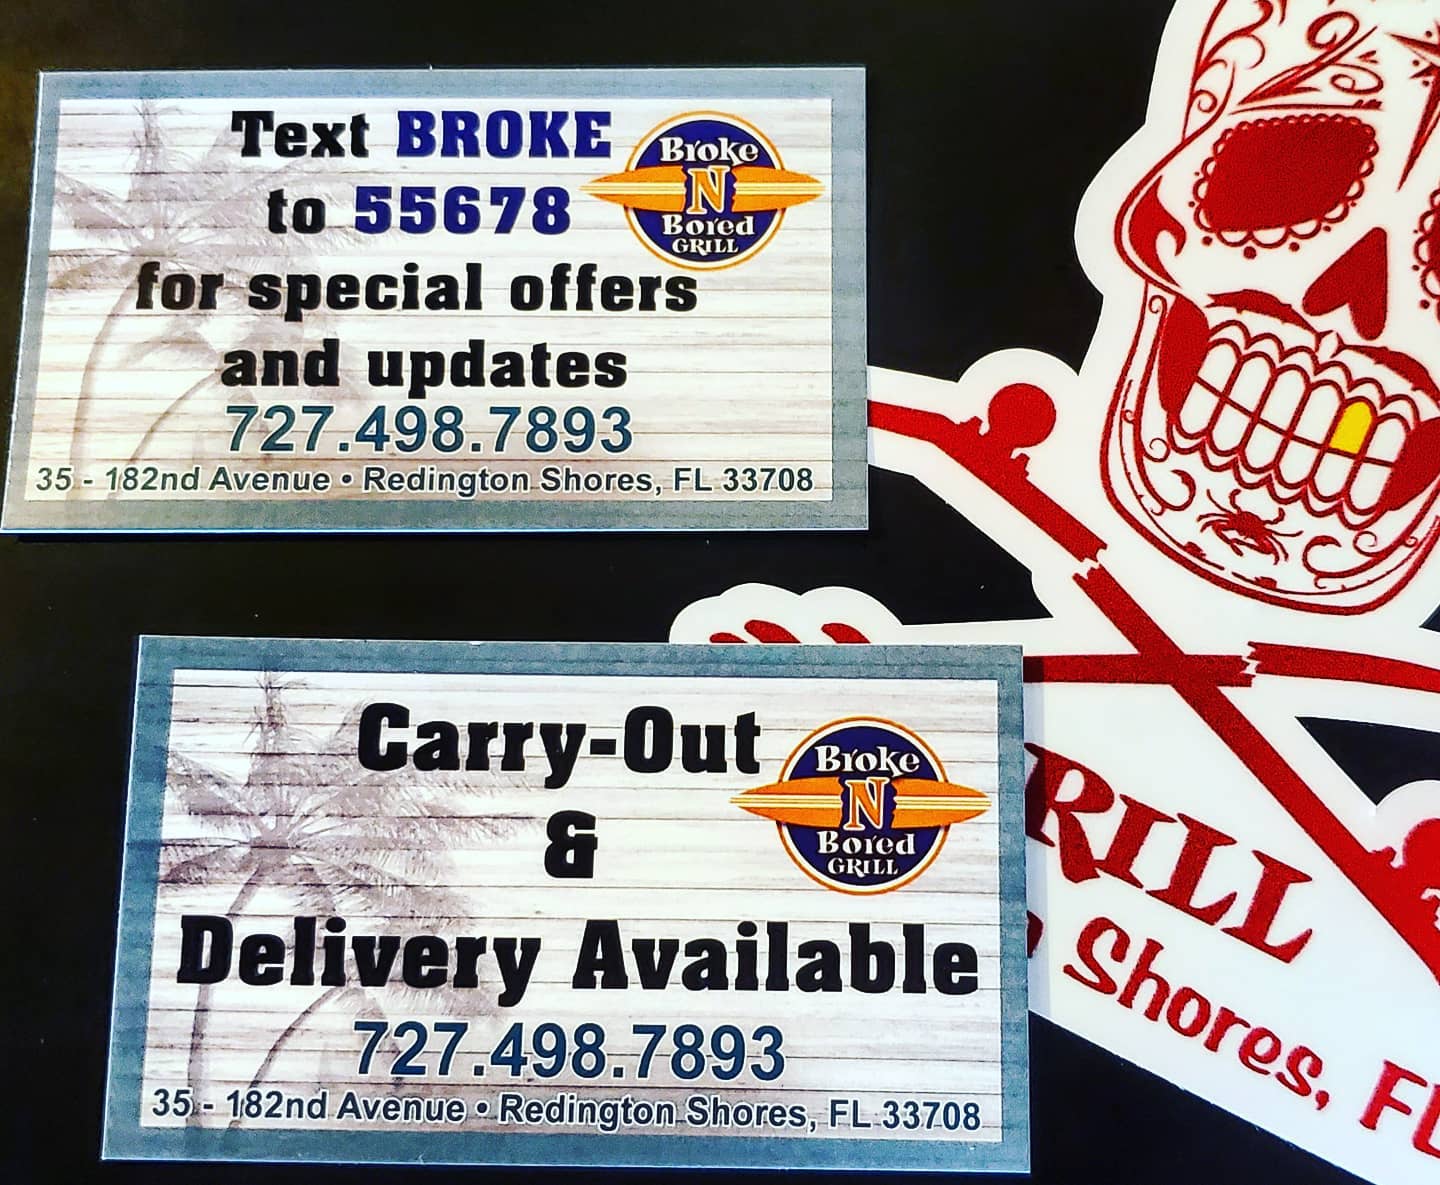 Text BROKE
to 55678
for special offers
and updates
727.498.7893
35 - 182nd Avenue • Redington Shores, FL 33708
Broke
N
Bored
GRILL
Carry-Out
&
Delivery Available
727.498.7893
35 - 182nd Avenue • Redington Shores, FL 33708
Broke
N
Bored
GRILL
RILL
Shores, FL